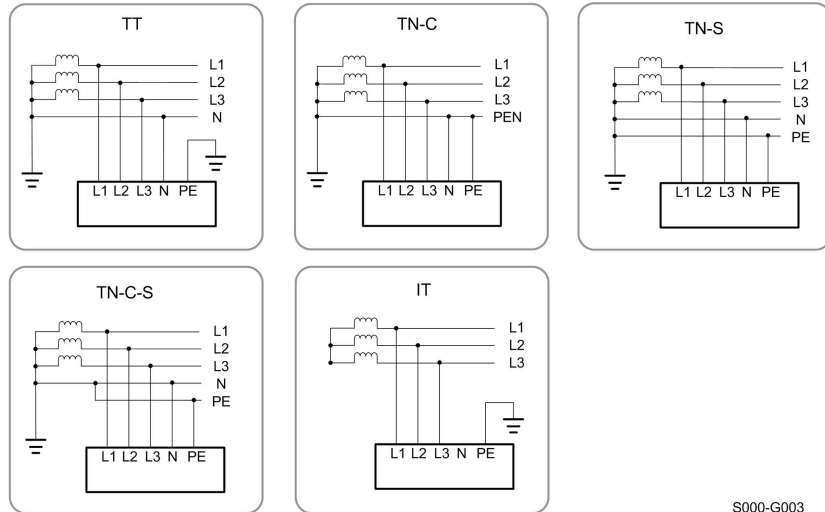 TT
L1
L2
L3
N
L1 L2 L3 N PE
TN-C
L1
L2
L3
PEN
L1 L2 L3 N PE
TN-S
L1
L2
L3
N
PE
L1 L2 L3 N PE
TN-C-S
L1
L2
L3
N
PE
L1 L2 L3 N PE
IT
L1
L2
L3
L1 L2 L3 N PE
S000-G003